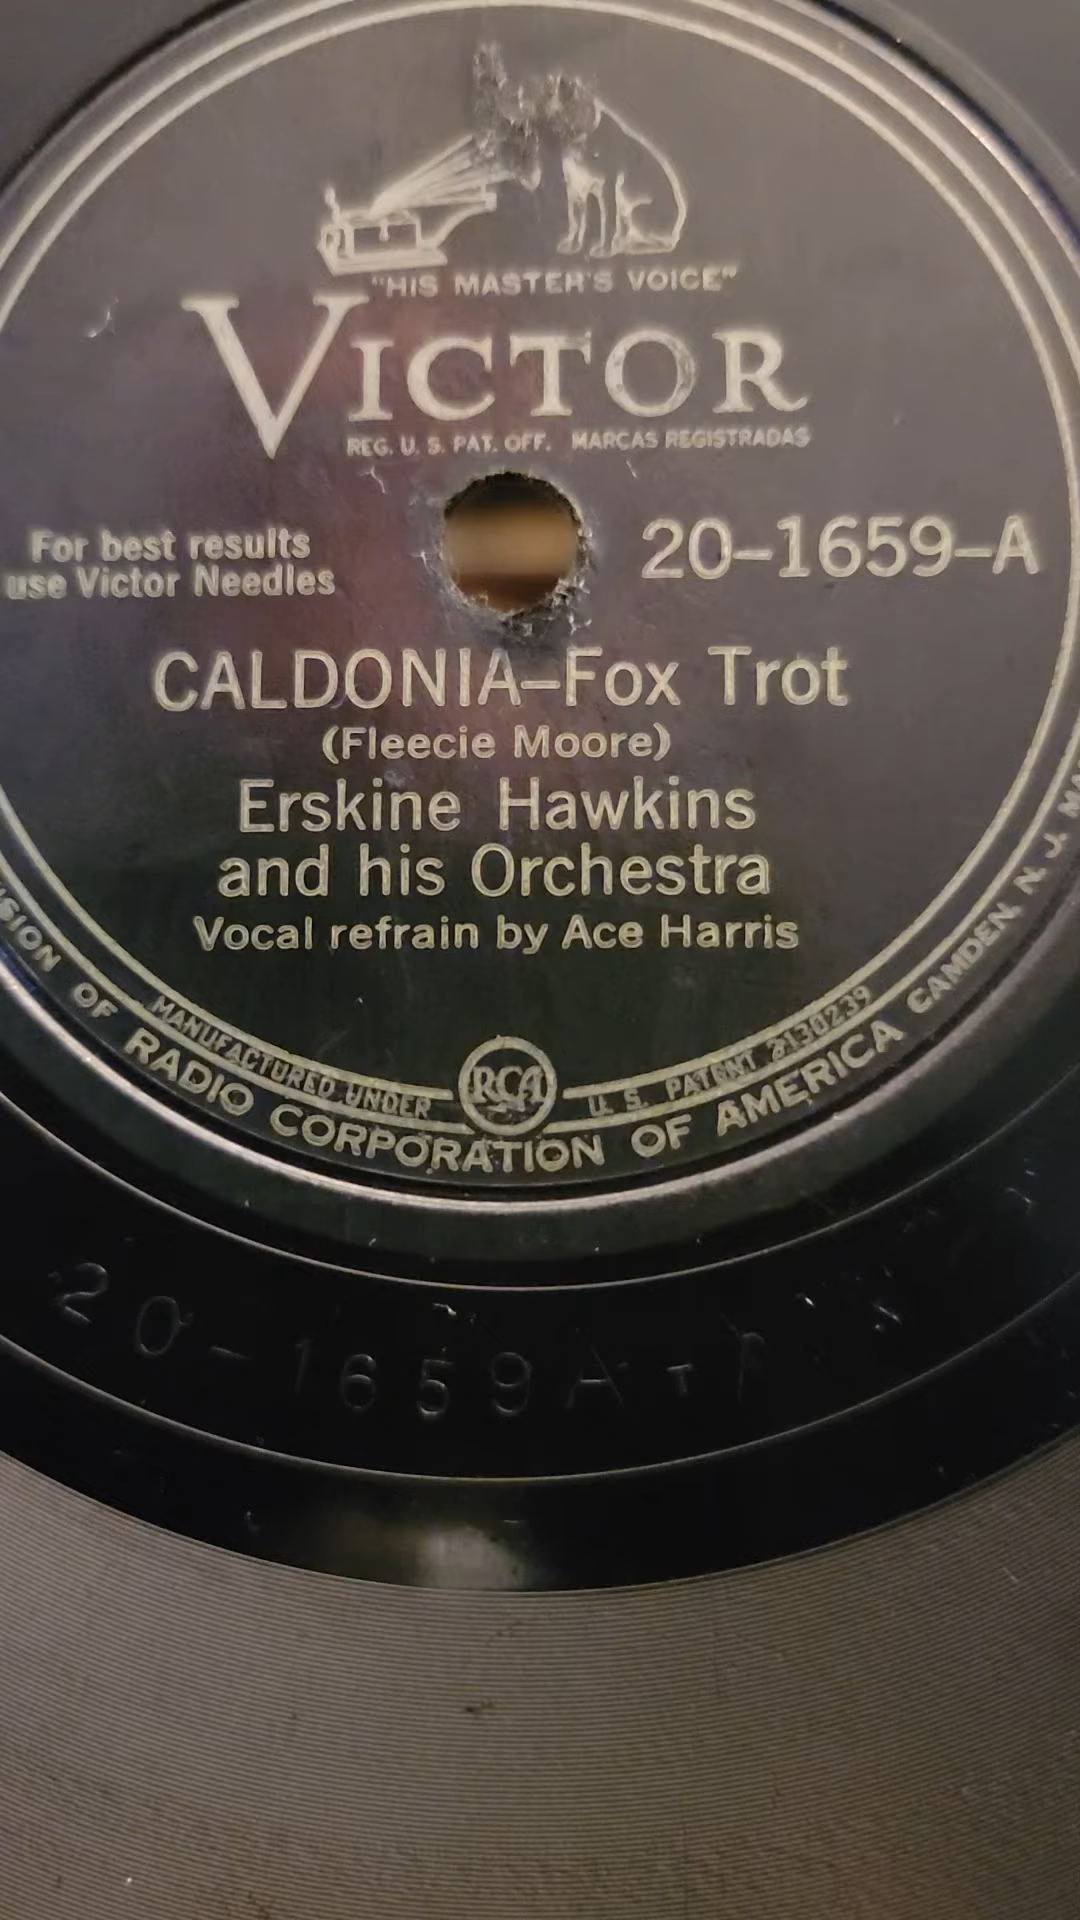 "HIS MASTER'S VOICE"
VICTOR
REG. U. S. PAT. OFF. MARCAS REGISTRADAS
For best results
use Victor Needles
20-1659-A
CALDONIA-Fox Trot
(Fleecie Moore)
Erskine Hawkins
and his Orchestra
Vocal refrain by Ace Harris
MANUFACTURED UNDER RCA U. S. PATENT 2130239
OF RADIO CORPORATION OF AMERICA CAMDEN, N. J.
20-1659A-